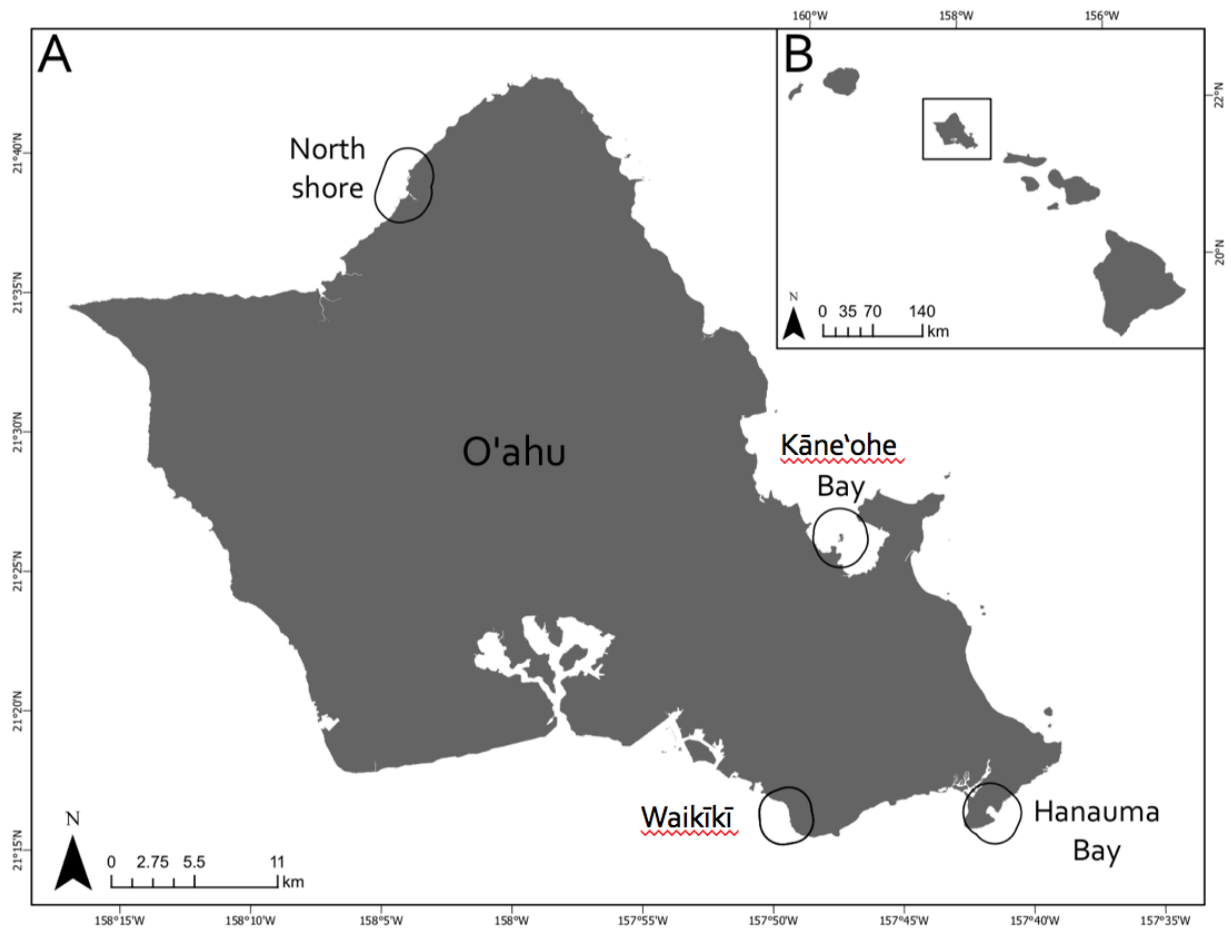 A
B
160°W
158°W
156°W
22°N
20°N
N
0 35 70 140
km
North
shore
O'ahu
Kāneʻohe
Bay
Waikīkī
Hanauma
Bay
N
0 2.75 5.5 11
km
21°40'N
21°35'N
21°30'N
21°25'N
21°20'N
21°15'N
158°15'W
158°10'W
158°5'W
158°W
157°55'W
157°50'W
157°45'W
157°40'W
157°35'W